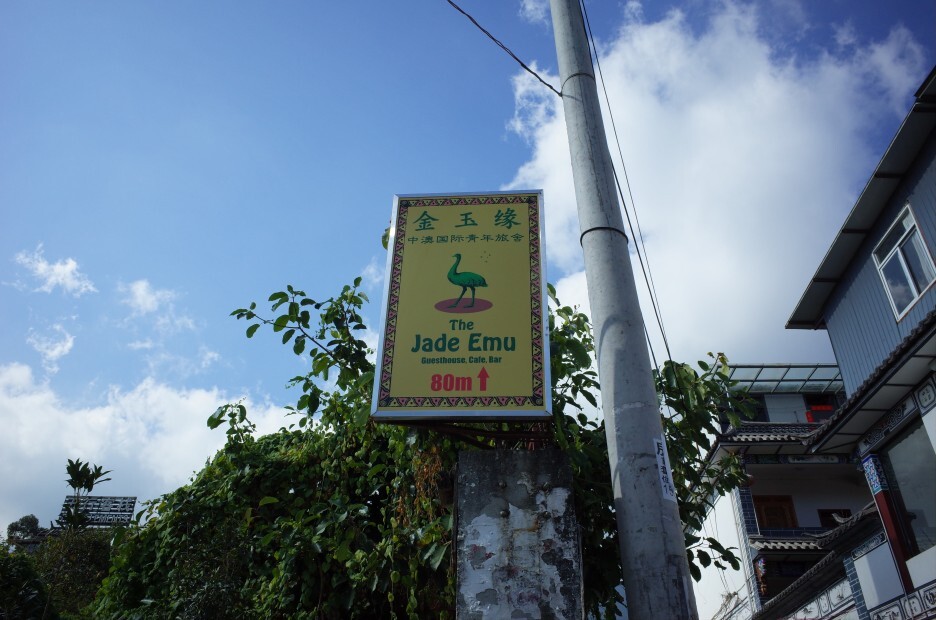 金玉缘
中澳国际青年旅舍
The
Jade Emu
Guesthouse, Cafe, Bar
80m ↑